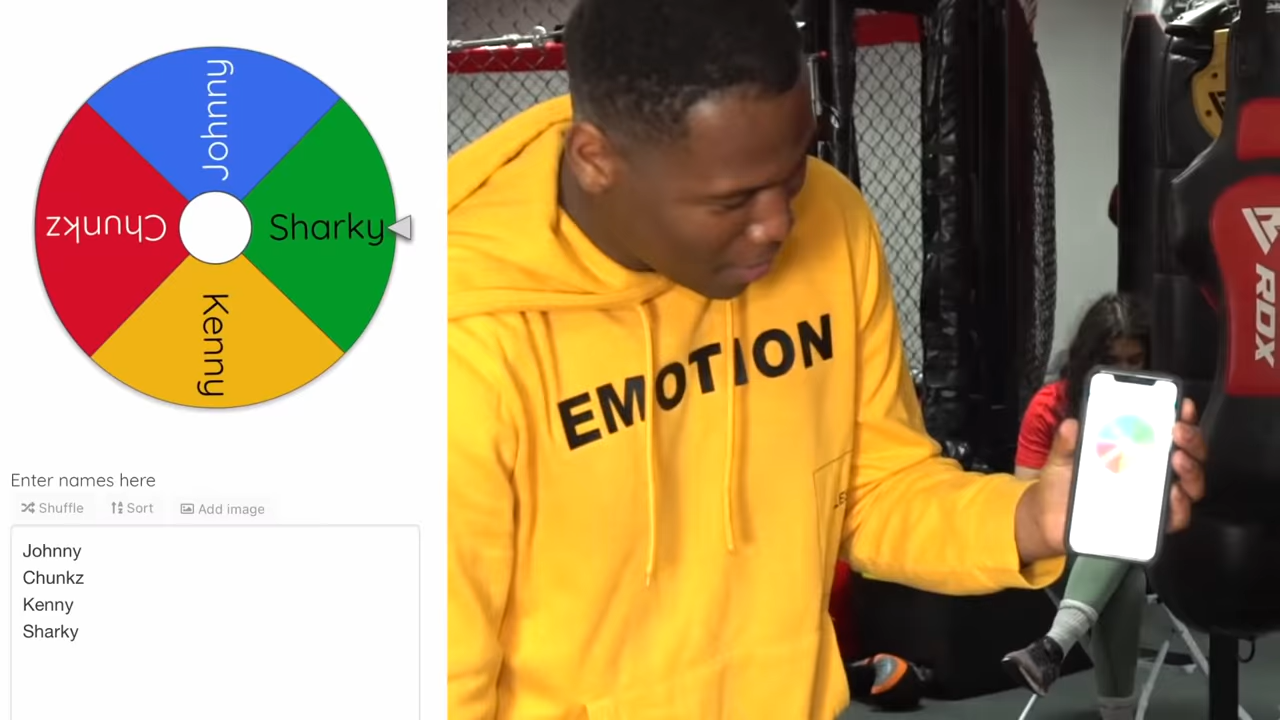 Johnny
Chunkz
Sharky
Kenny
Enter names here
Shuffle
Sort
Add image
Johnny
Chunkz
Kenny
Sharky
EMOTION
RDX